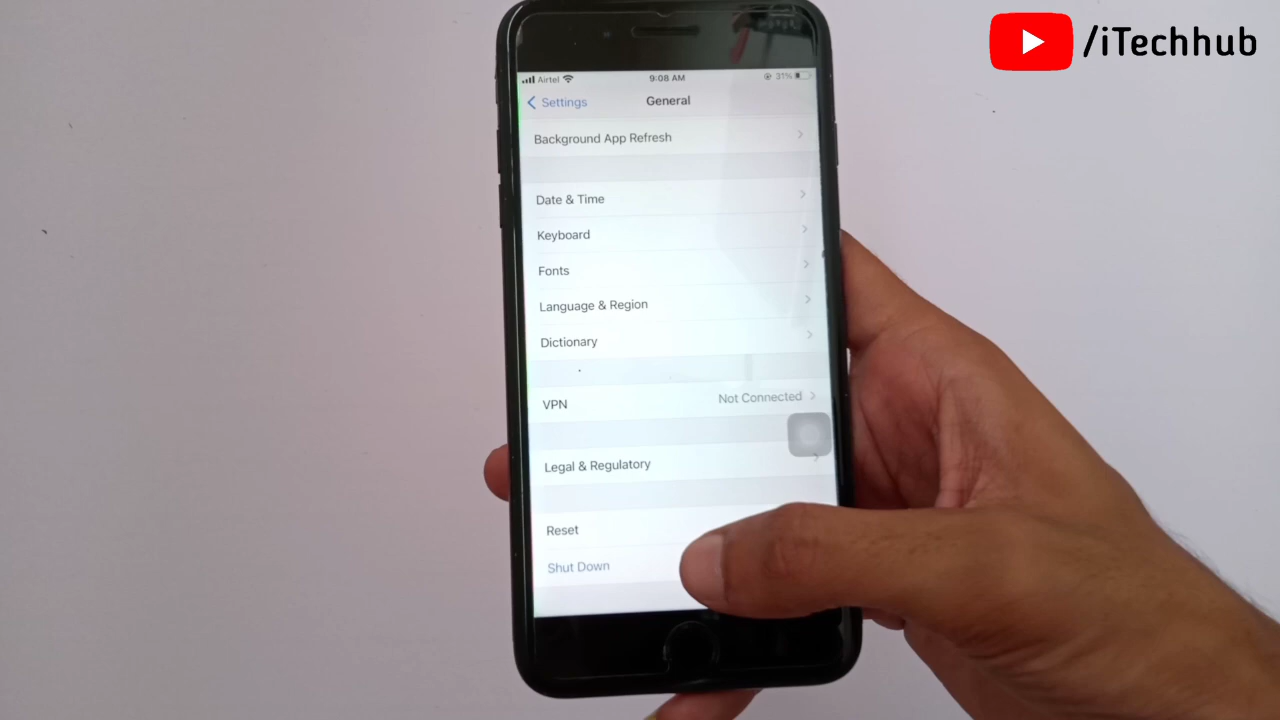 /iTechhub
Airtel 9:08 AM 31%
Settings General
Background App Refresh
Date & Time
Keyboard
Fonts
Language & Region
Dictionary
VPN Not Connected
Legal & Regulatory
Reset
Shut Down